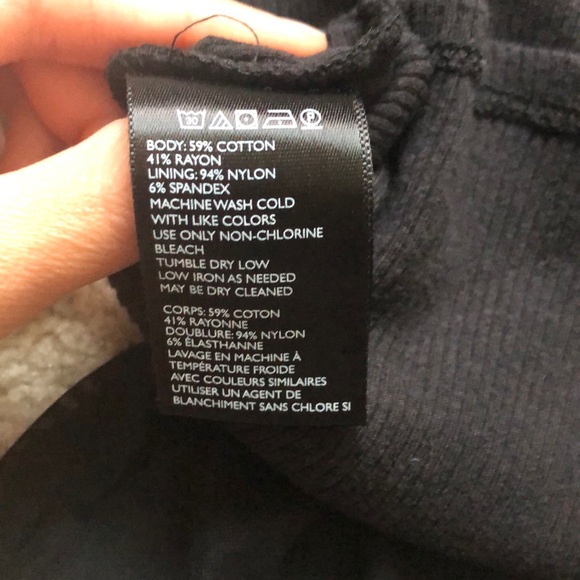 30 P
BODY: 59% COTTON
41% RAYON
LINING: 94% NYLON
6% SPANDEX
MACHINE WASH COLD
WITH LIKE COLORS
USE ONLY NON-CHLORINE
BLEACH
TUMBLE DRY LOW
LOW IRON AS NEEDED
MAY BE DRY CLEANED
CORPS: 59% COTON
41% RAYONNE
DOUBLURE: 94% NYLON
6% ÉLASTHANNE
LAVAGE EN MACHINE À
TEMPÉRATURE FROIDE
AVEC COULEURS SIMILAIRES
UTILISER UN AGENT DE
BLANCHIMENT SANS CHLORE SI